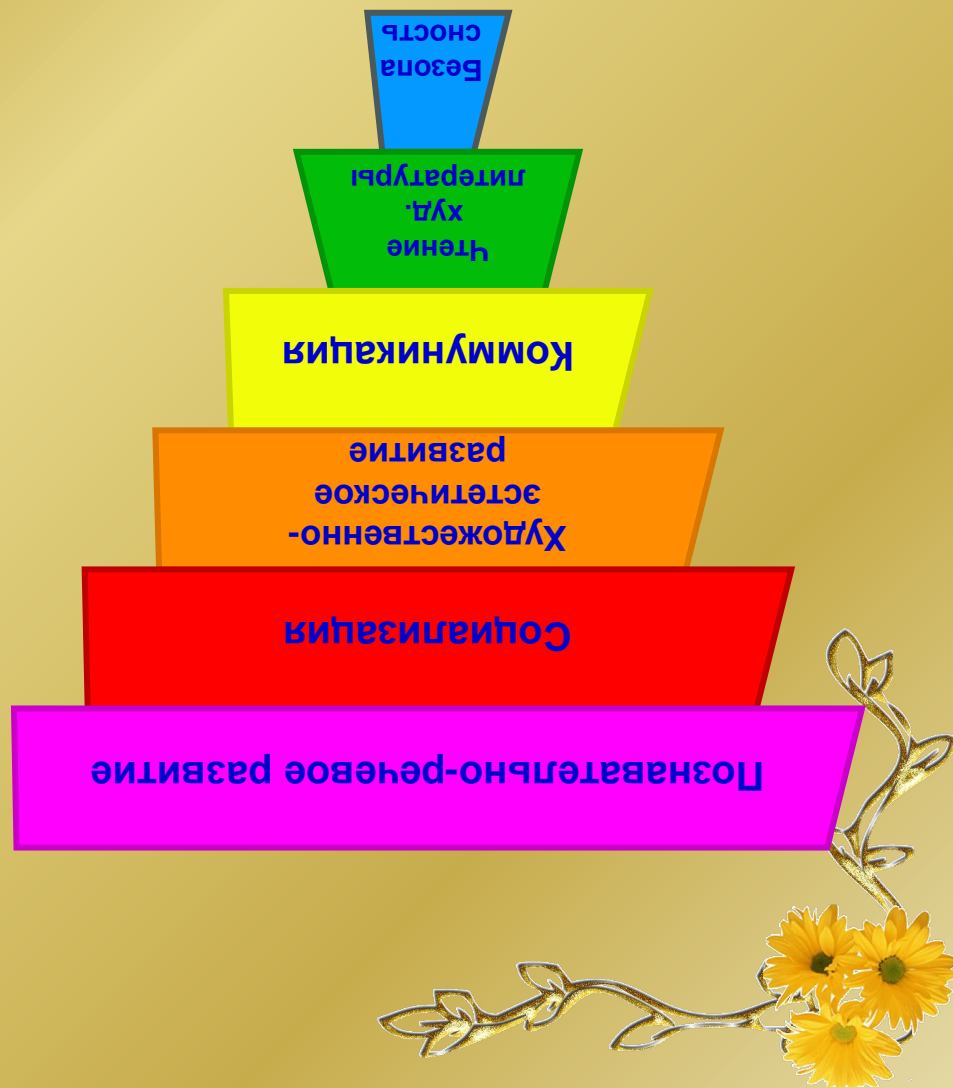 Познавательно-речевое развитие
Социализация
Художественно-
эстетическое
развитие
Коммуникация
Чтение
худ.
литературы
Безопа
сность